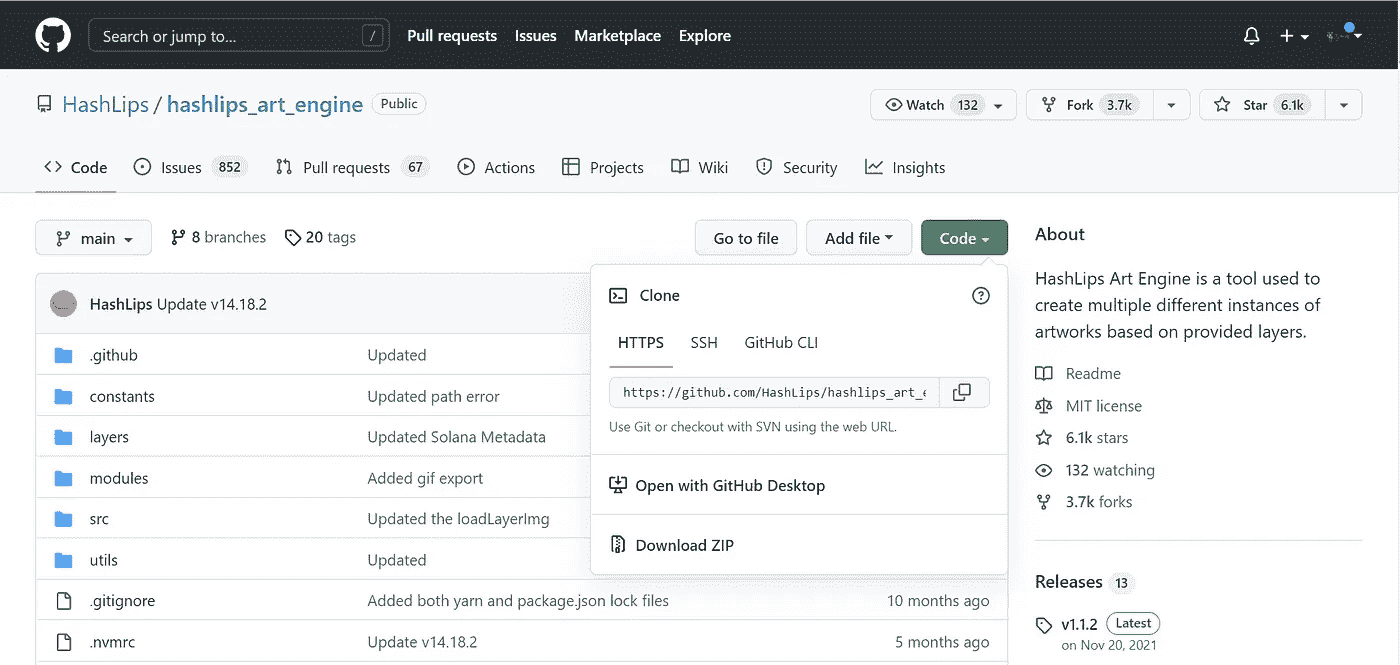 Search or jump to... /
Pull requests Issues Marketplace Explore
HashLips / hashlips_art_engine Public
Watch 132 Fork 3.7k Star 6.1k
Code Issues 852 Pull requests 67 Actions Projects Wiki Security Insights
main 8 branches 20 tags Go to file Add file Code
HashLips Update v14.18.2
.github Updated
constants Updated path error
layers Updated Solana Metadata
modules Added gif export
src Updated the loadLayerImg
utils Updated
.gitignore Added both yarn and package.json lock files 10 months ago
.nvmrc Update v14.18.2 5 months ago
Clone
HTTPS SSH GitHub CLI
https://github.com/HashLips/hashlips_art_e
Use Git or checkout with SVN using the web URL.
Open with GitHub Desktop
Download ZIP
About
HashLips Art Engine is a tool used to
create multiple different instances of
artworks based on provided layers.
Readme
MIT license
6.1k stars
132 watching
3.7k forks
Releases 13
v1.1.2 Latest
on Nov 20, 2021